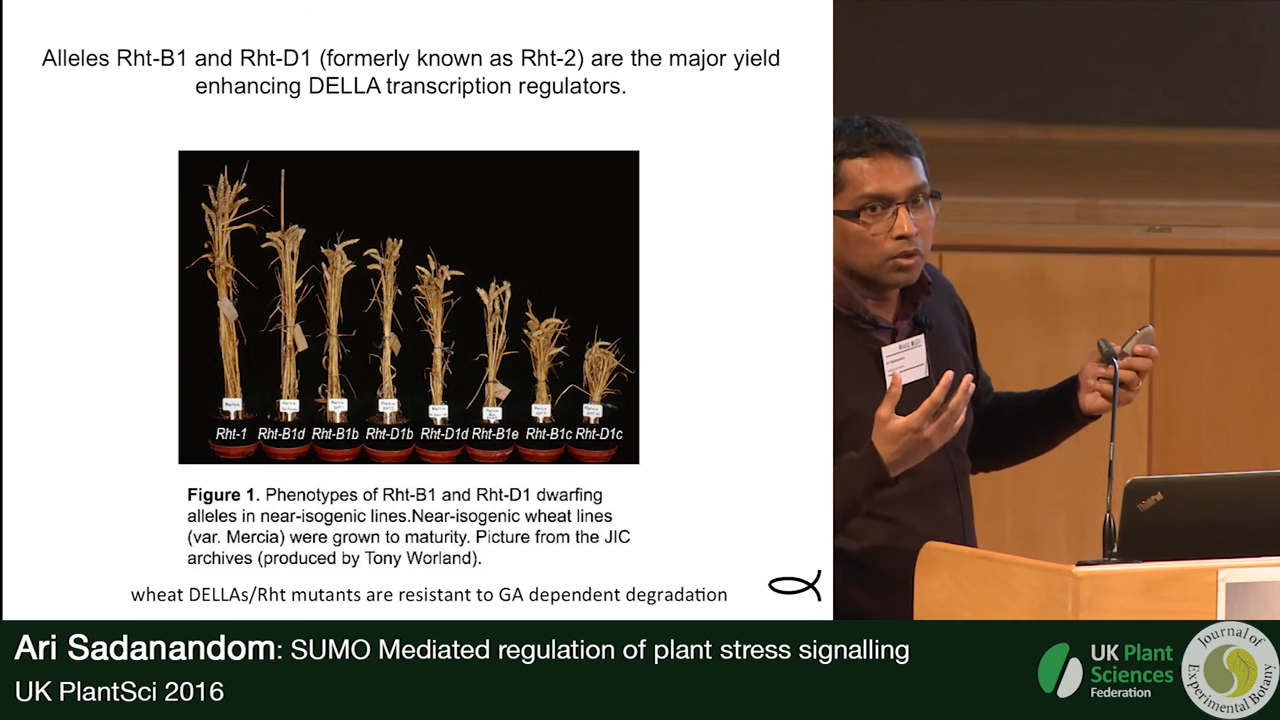 Alleles Rht-B1 and Rht-D1 (formerly known as Rht-2) are the major yield
enhancing DELLA transcription regulators.
Rht-1 Rht-B1d Rht-B1b Rht-D1b Rht-D1d Rht-B1e Rht-B1c Rht-D1c
Figure 1. Phenotypes of Rht-B1 and Rht-D1 dwarfing
alleles in near-isogenic lines.Near-isogenic wheat lines
(var. Mercia) were grown to maturity. Picture from the JIC
archives (produced by Tony Worland).
wheat DELLAs/Rht mutants are resistant to GA dependent degradation
ThinkPad
Ari Sadanandom: SUMO Mediated regulation of plant stress signalling
UK PlantSci 2016
UK Plant
Sciences
Federation
Journal of
Experimental Botany